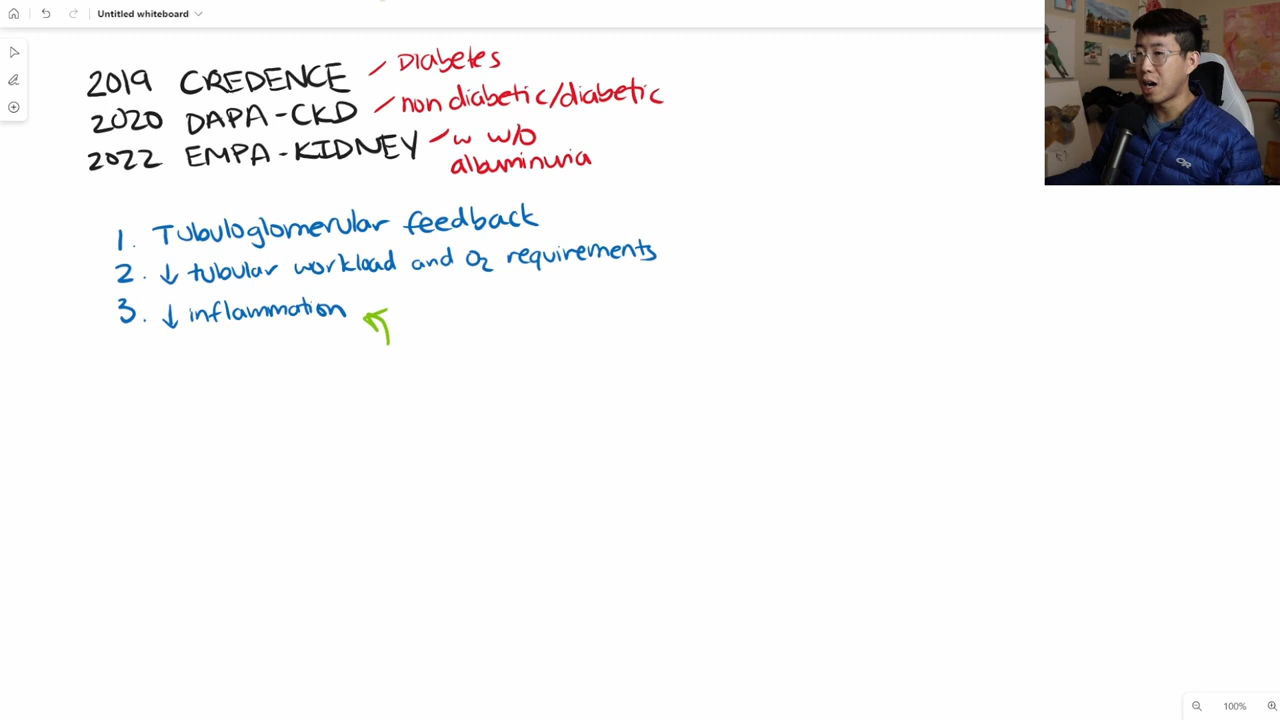 Untitled whiteboard
2019 CREDENCE / Diabetes
2020 DAPA-CKD / non diabetic/diabetic
2022 EMPA-KIDNEY / w w/o
albuminuria
1. Tubuloglomerular feedback
2. ↓ tubular workload and O2 requirements
3. ↓ inflammation
100%